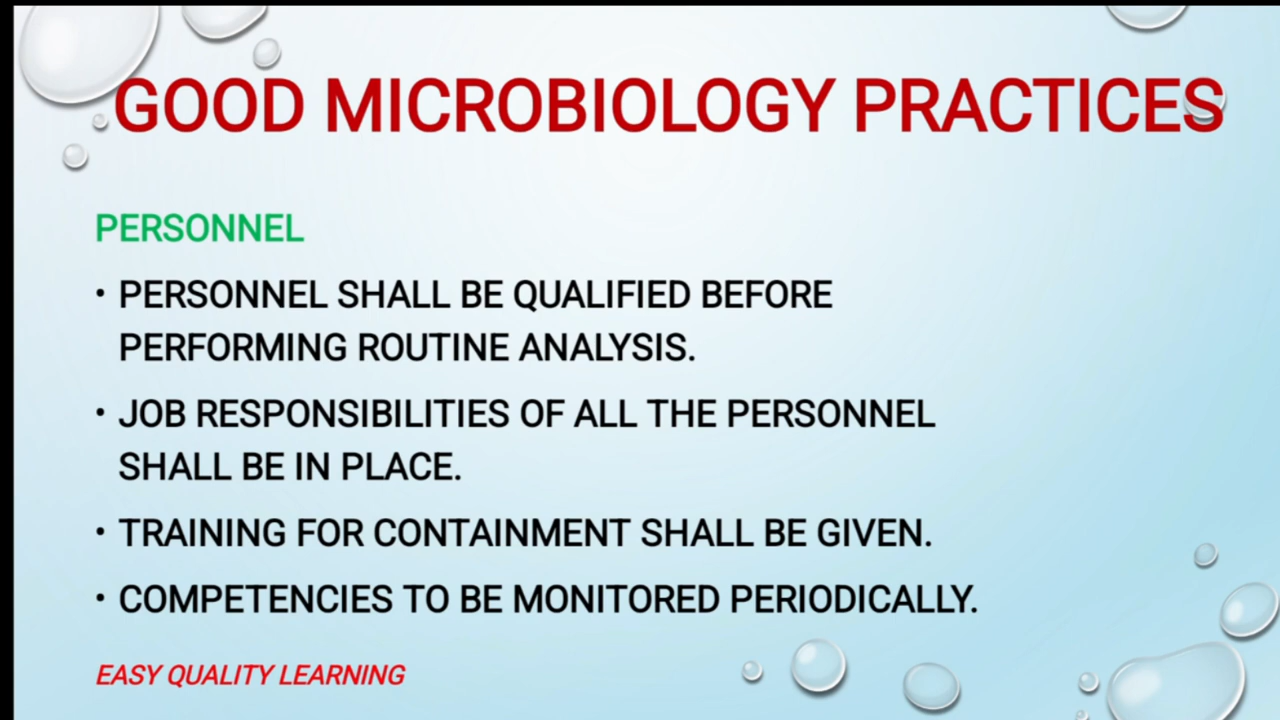 GOOD MICROBIOLOGY PRACTICES
PERSONNEL
• PERSONNEL SHALL BE QUALIFIED BEFORE
PERFORMING ROUTINE ANALYSIS.
• JOB RESPONSIBILITIES OF ALL THE PERSONNEL
SHALL BE IN PLACE.
• TRAINING FOR CONTAINMENT SHALL BE GIVEN.
• COMPETENCIES TO BE MONITORED PERIODICALLY.
EASY QUALITY LEARNING